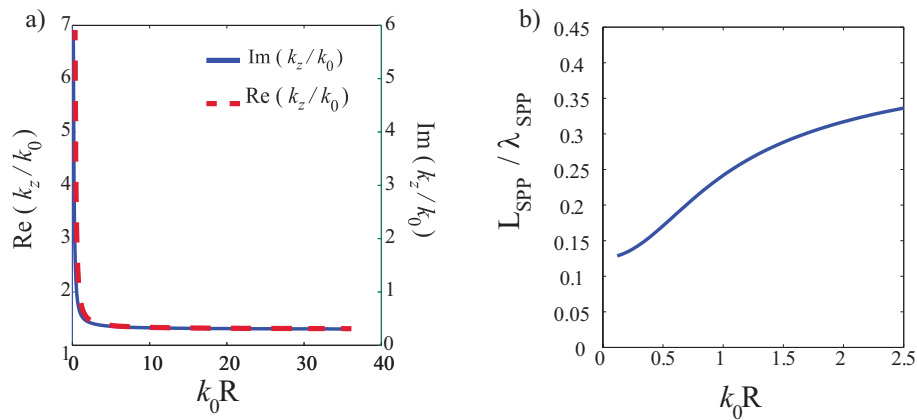 a)
7
6
5
4
3
2
1
Re ( k_z / k_0 )
6
5
4
3
2
1
0
Im ( k_z / k_0 )
Im ( k_z / k_0 )
Re ( k_z / k_0 )
0 10 20 30 40
k_0R
b)
0.45
0.4
0.35
0.3
0.25
0.2
0.15
0.1
0.05
0
L_SPP / λ_SPP
0 0.5 1 1.5 2 2.5
k_0R